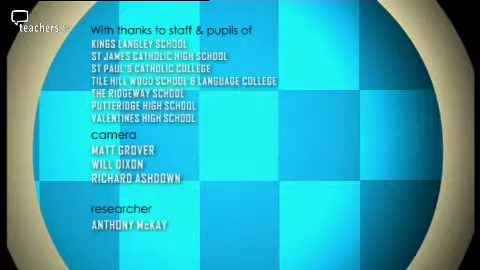 teachers.tv
With thanks to staff & pupils of
KINGS LANGLEY SCHOOL
ST JAMES CATHOLIC HIGH SCHOOL
ST PAUL'S CATHOLIC COLLEGE
TILE HILL WOOD SCHOOL & LANGUAGE COLLEGE
THE RIDGEWAY SCHOOL
PUTTERIDGE HIGH SCHOOL
VALENTINES HIGH SCHOOL
camera
MATT GROVER
WILL DIXON
RICHARD ASHDOWN
researcher
ANTHONY McKAY